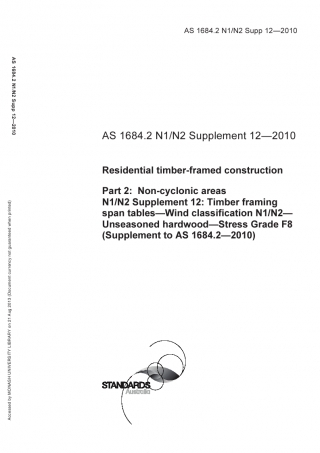 AS 1684.2 N1/N2 Supp 12—2010
AS 1684.2 N1/N2 Supp 12—2010
AS 1684.2 N1/N2 Supplement 12—2010
Residential timber-framed construction
Part 2: Non-cyclonic areas
N1/N2 Supplement 12: Timber framing
span tables—Wind classification N1/N2—
Unseasoned hardwood—Stress Grade F8
(Supplement to AS 1684.2—2010)
Accessed by MONASH UNIVERSITY LIBRARY on 21 Aug 2010 (Document currency not guaranteed when printed)
STANDARDS
Australia